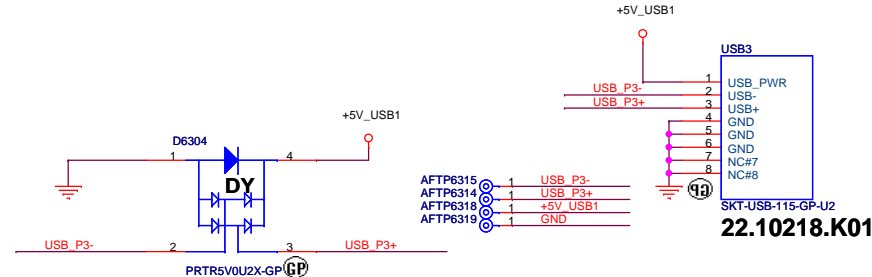 +5V_USB1
USB3
1 USB_PWR
USB_P3- 2 USB-
USB_P3+ 3 USB+
4 GND
5 GND
6 GND
7 NC#7
8 NC#8
GP
SKT-USB-115-GP-U2
22.10218.K01
+5V_USB1
D6304
1 4
DY
USB_P3- 2 3 USB_P3+
PRTR5V0U2X-GP GP
AFTP6315 1 USB_P3-
AFTP6314 1 USB_P3+
AFTP6318 1 +5V_USB1
AFTP6319 1 GND